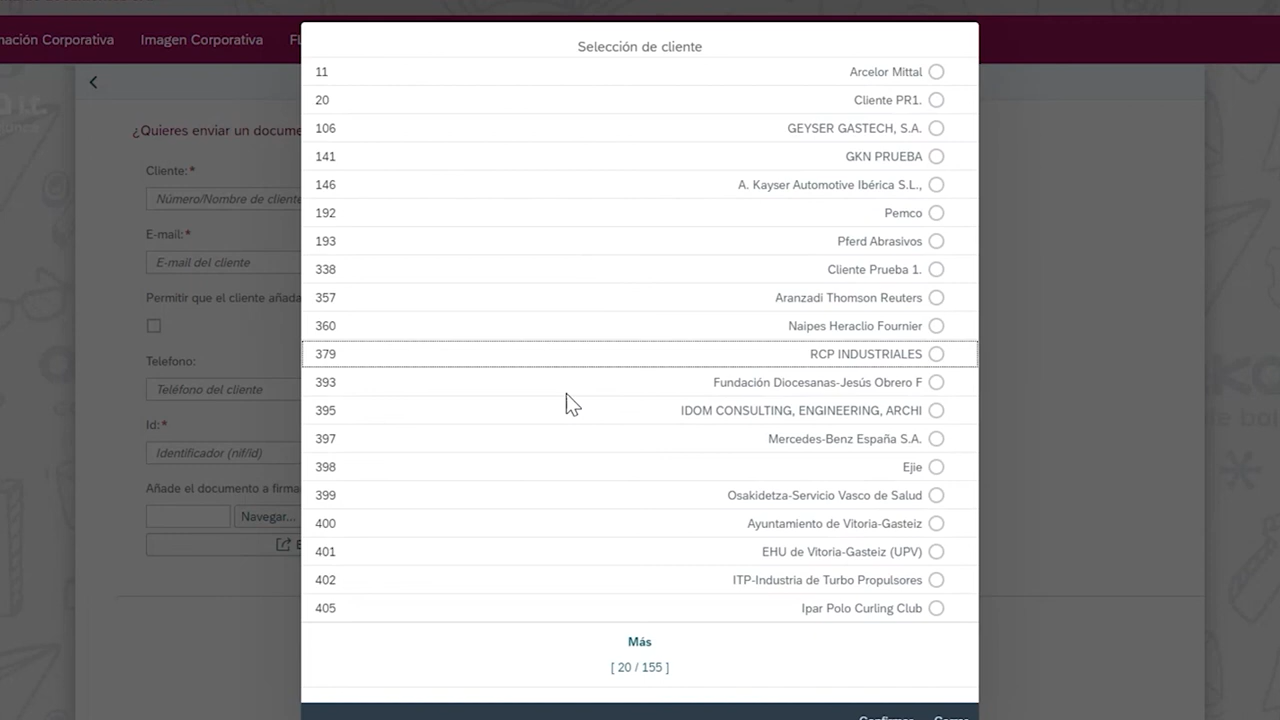 mación Corporativa
Imagen Corporativa
Selección de cliente
11 Arcelor Mittal
20 Cliente PR1.
106 GEYSER GASTECH, S.A.
141 GKN PRUEBA
146 A. Kayser Automotive Ibérica S.L.,
192 Pemco
193 Pferd Abrasivos
338 Cliente Prueba 1.
357 Aranzadi Thomson Reuters
360 Naipes Heraclio Fournier
379 RCP INDUSTRIALES
393 Fundación Diocesanas-Jesús Obrero F
395 IDOM CONSULTING, ENGINEERING, ARCHI
397 Mercedes-Benz España S.A.
398 Ejie
399 Osakidetza-Servicio Vasco de Salud
400 Ayuntamiento de Vitoria-Gasteiz
401 EHU de Vitoria-Gasteiz (UPV)
402 ITP-Industria de Turbo Propulsores
405 Ipar Polo Curling Club
Más
[ 20 / 155 ]
¿Quieres enviar un docume
Cliente: *
Número/Nombre de cliente
E-mail: *
E-mail del cliente
Permitir que el cliente añada
Telefono:
Teléfono del cliente
Id: *
Identificador (nif/id)
Añade el documento a firma
Navegar...